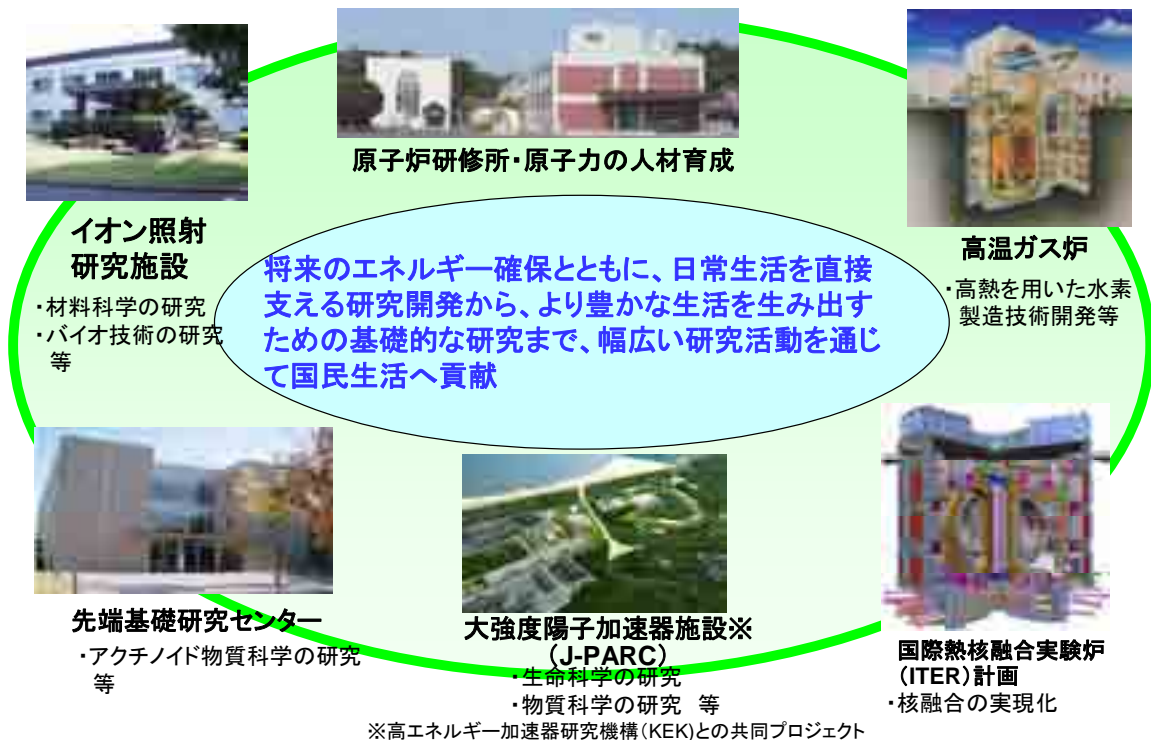 原子炉研修所・原子力の人材育成
イオン照射
研究施設
・材料科学の研究
・バイオ技術の研究
等
高温ガス炉
・高熱を用いた水素
製造技術開発等
将来のエネルギー確保とともに、日常生活を直接
支える研究開発から、より豊かな生活を生み出す
ための基礎的な研究まで、幅広い研究活動を通じ
て国民生活へ貢献
先端基礎研究センター
・アクチノイド物質科学の研究
等
大強度陽子加速器施設※
(J-PARC)
・生命科学の研究
・物質科学の研究 等
※高エネルギー加速器研究機構(KEK)との共同プロジェクト
国際熱核融合実験炉
(ITER)計画
・核融合の実現化